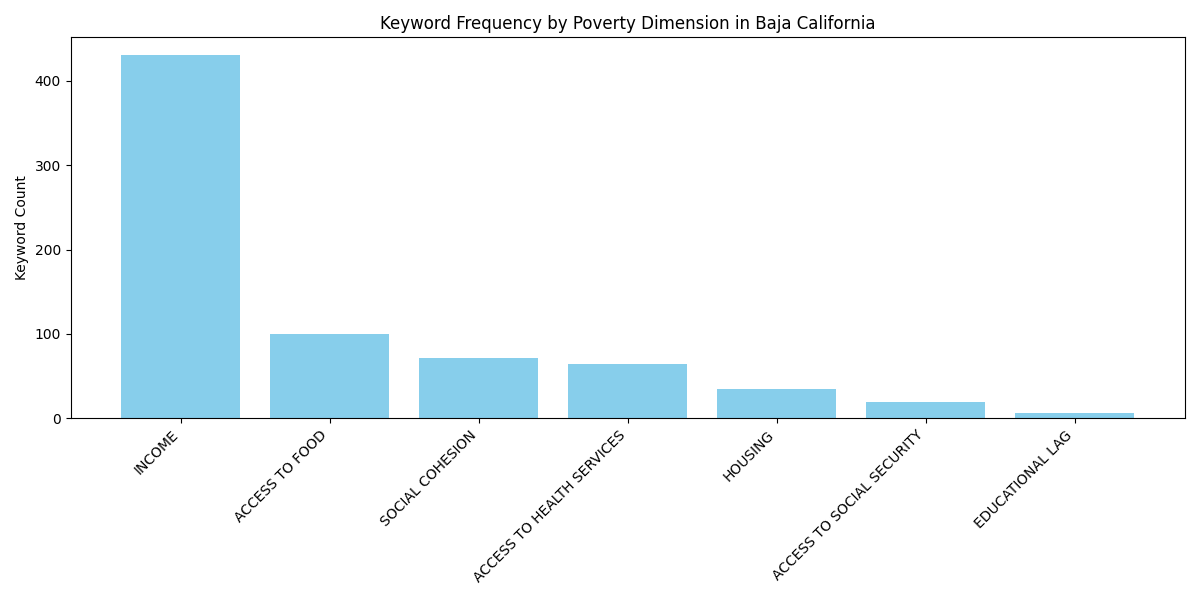 Keyword Frequency by Poverty Dimension in Baja California
Keyword Count
400
300
200
100
0
INCOME
ACCESS TO FOOD
SOCIAL COHESION
ACCESS TO HEALTH SERVICES
HOUSING
ACCESS TO SOCIAL SECURITY
EDUCATIONAL LAG